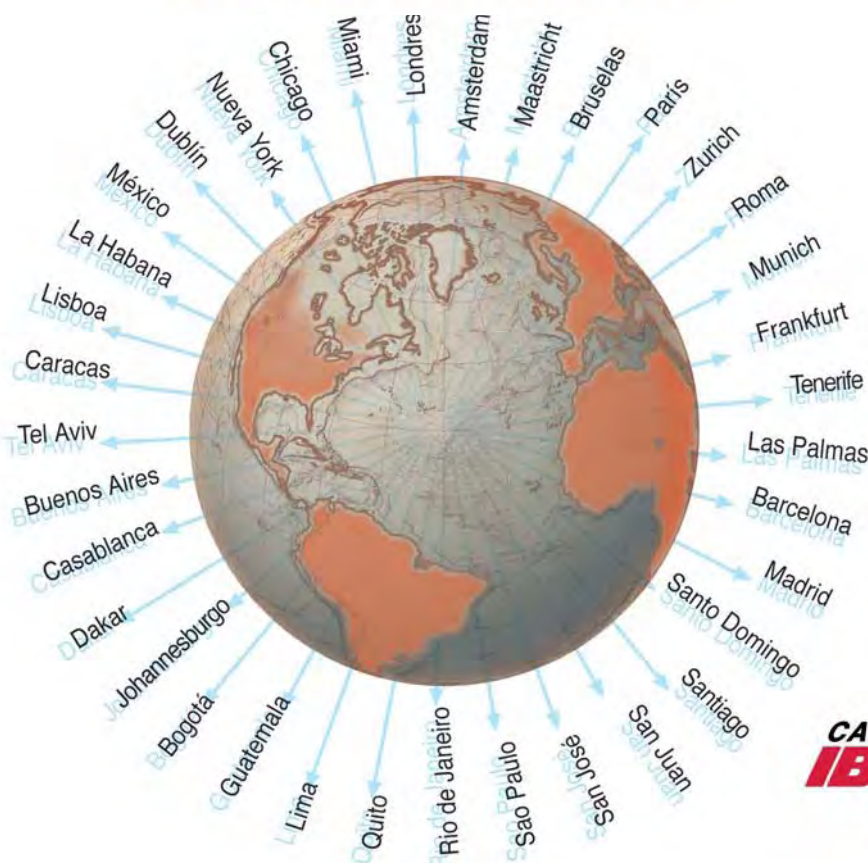 Londres
Amsterdam
Maastricht
Bruselas
París
Zurich
Roma
Munich
Frankfurt
Tenerife
Las Palmas
Barcelona
Madrid
Santo Domingo
Santiago
San Juan
San José
Sao Paulo
Rio de Janeiro
Quito
Lima
Guatemala
Bogotá
Johannesburgo
Dakar
Casablanca
Buenos Aires
Tel Aviv
Caracas
Lisboa
La Habana
México
Dublín
Nueva York
Chicago
Miami
CA
IB